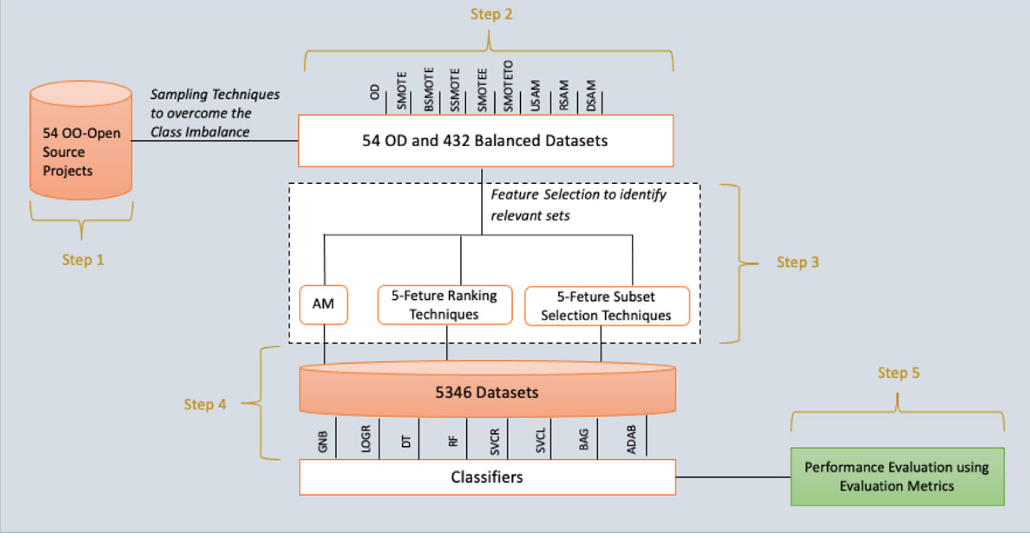 Step 2
OD
SMOTE
BSMOTE
SSMOTE
SMOTEE
SMOTETO
USAM
RSAM
DSAM
Sampling Techniques
to overcome the
Class Imbalance
54 OO-Open
Source
Projects
54 OD and 432 Balanced Datasets
Step 1
Feature Selection to identify
relevant sets
Step 3
AM
5-Feture Ranking
Techniques
5-Feture Subset
Selection Techniques
Step 4
5346 Datasets
Step 5
GNB
LOGR
DT
RF
SVCR
SVCL
BAG
ADAB
Classifiers
Performance Evaluation using
Evaluation Metrics